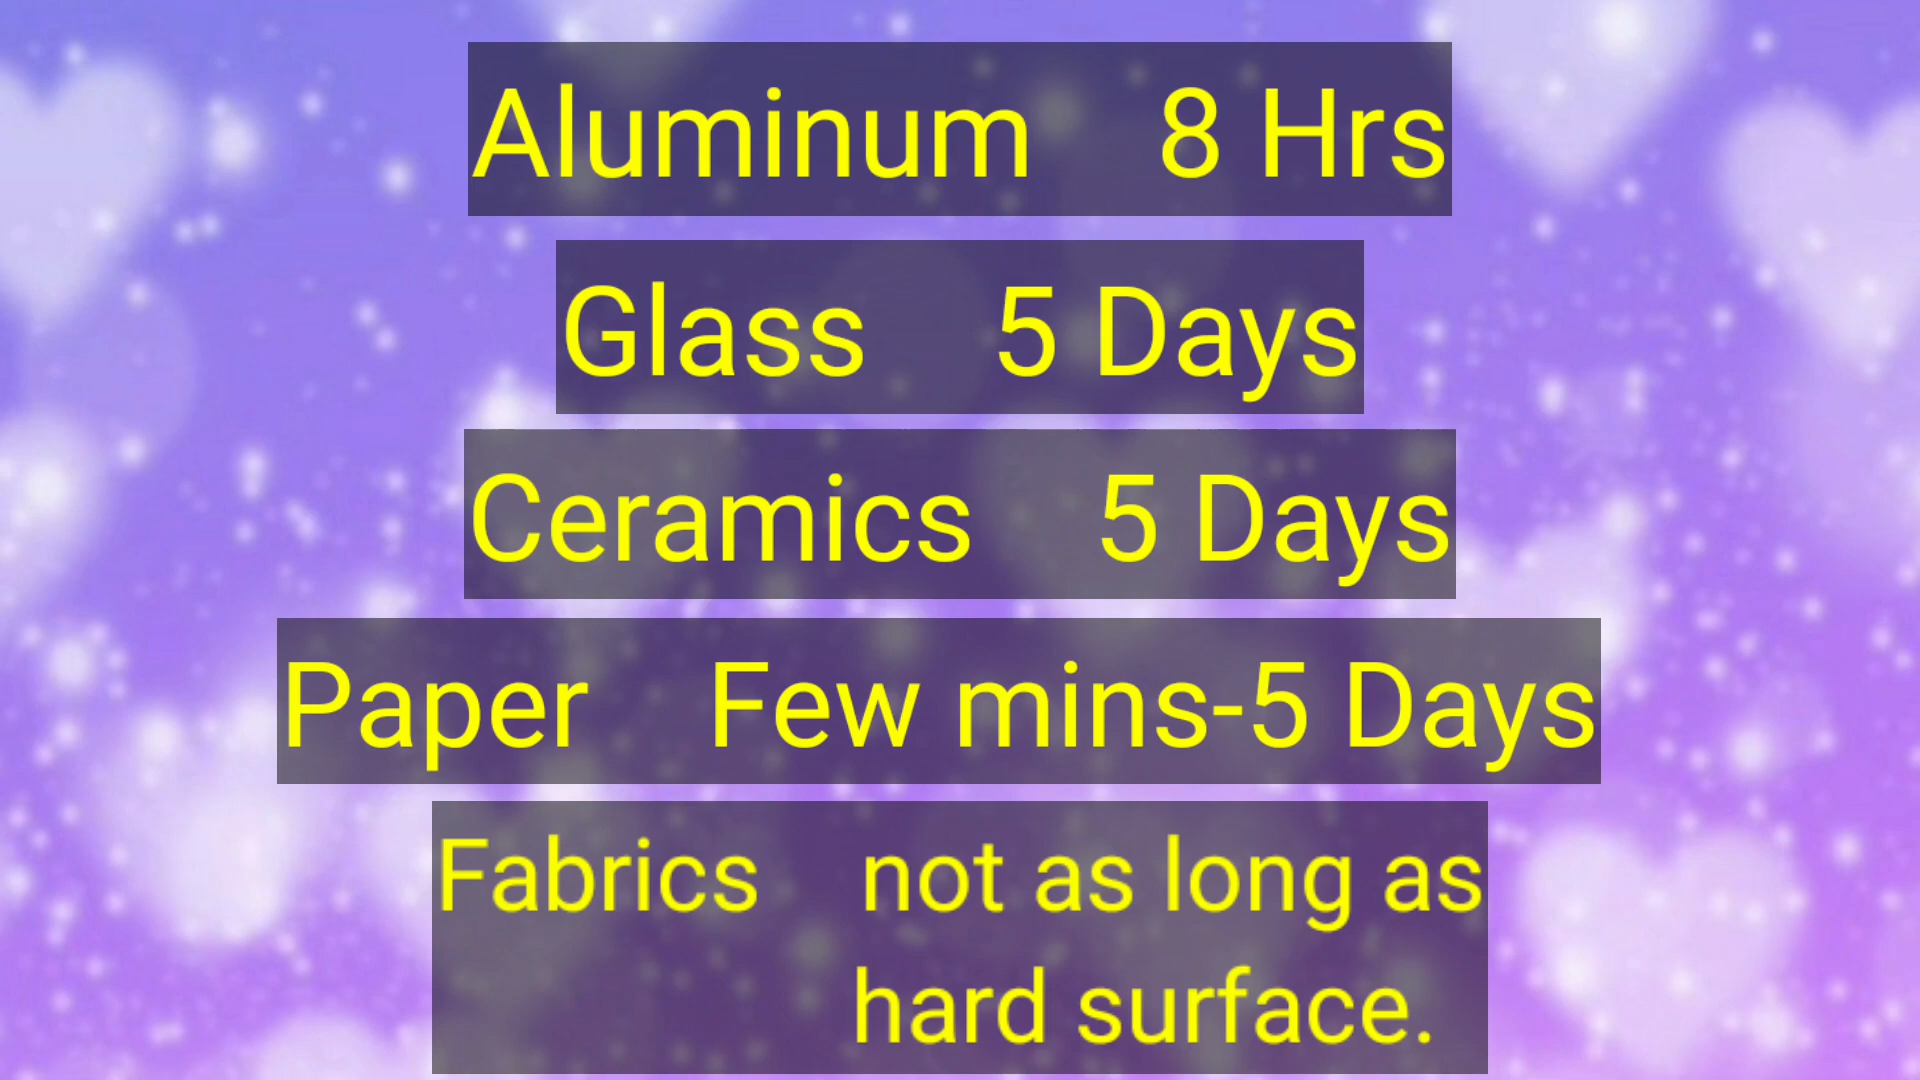 Aluminum 8 Hrs
Glass 5 Days
Ceramics 5 Days
Paper Few mins-5 Days
Fabrics not as long as
hard surface.